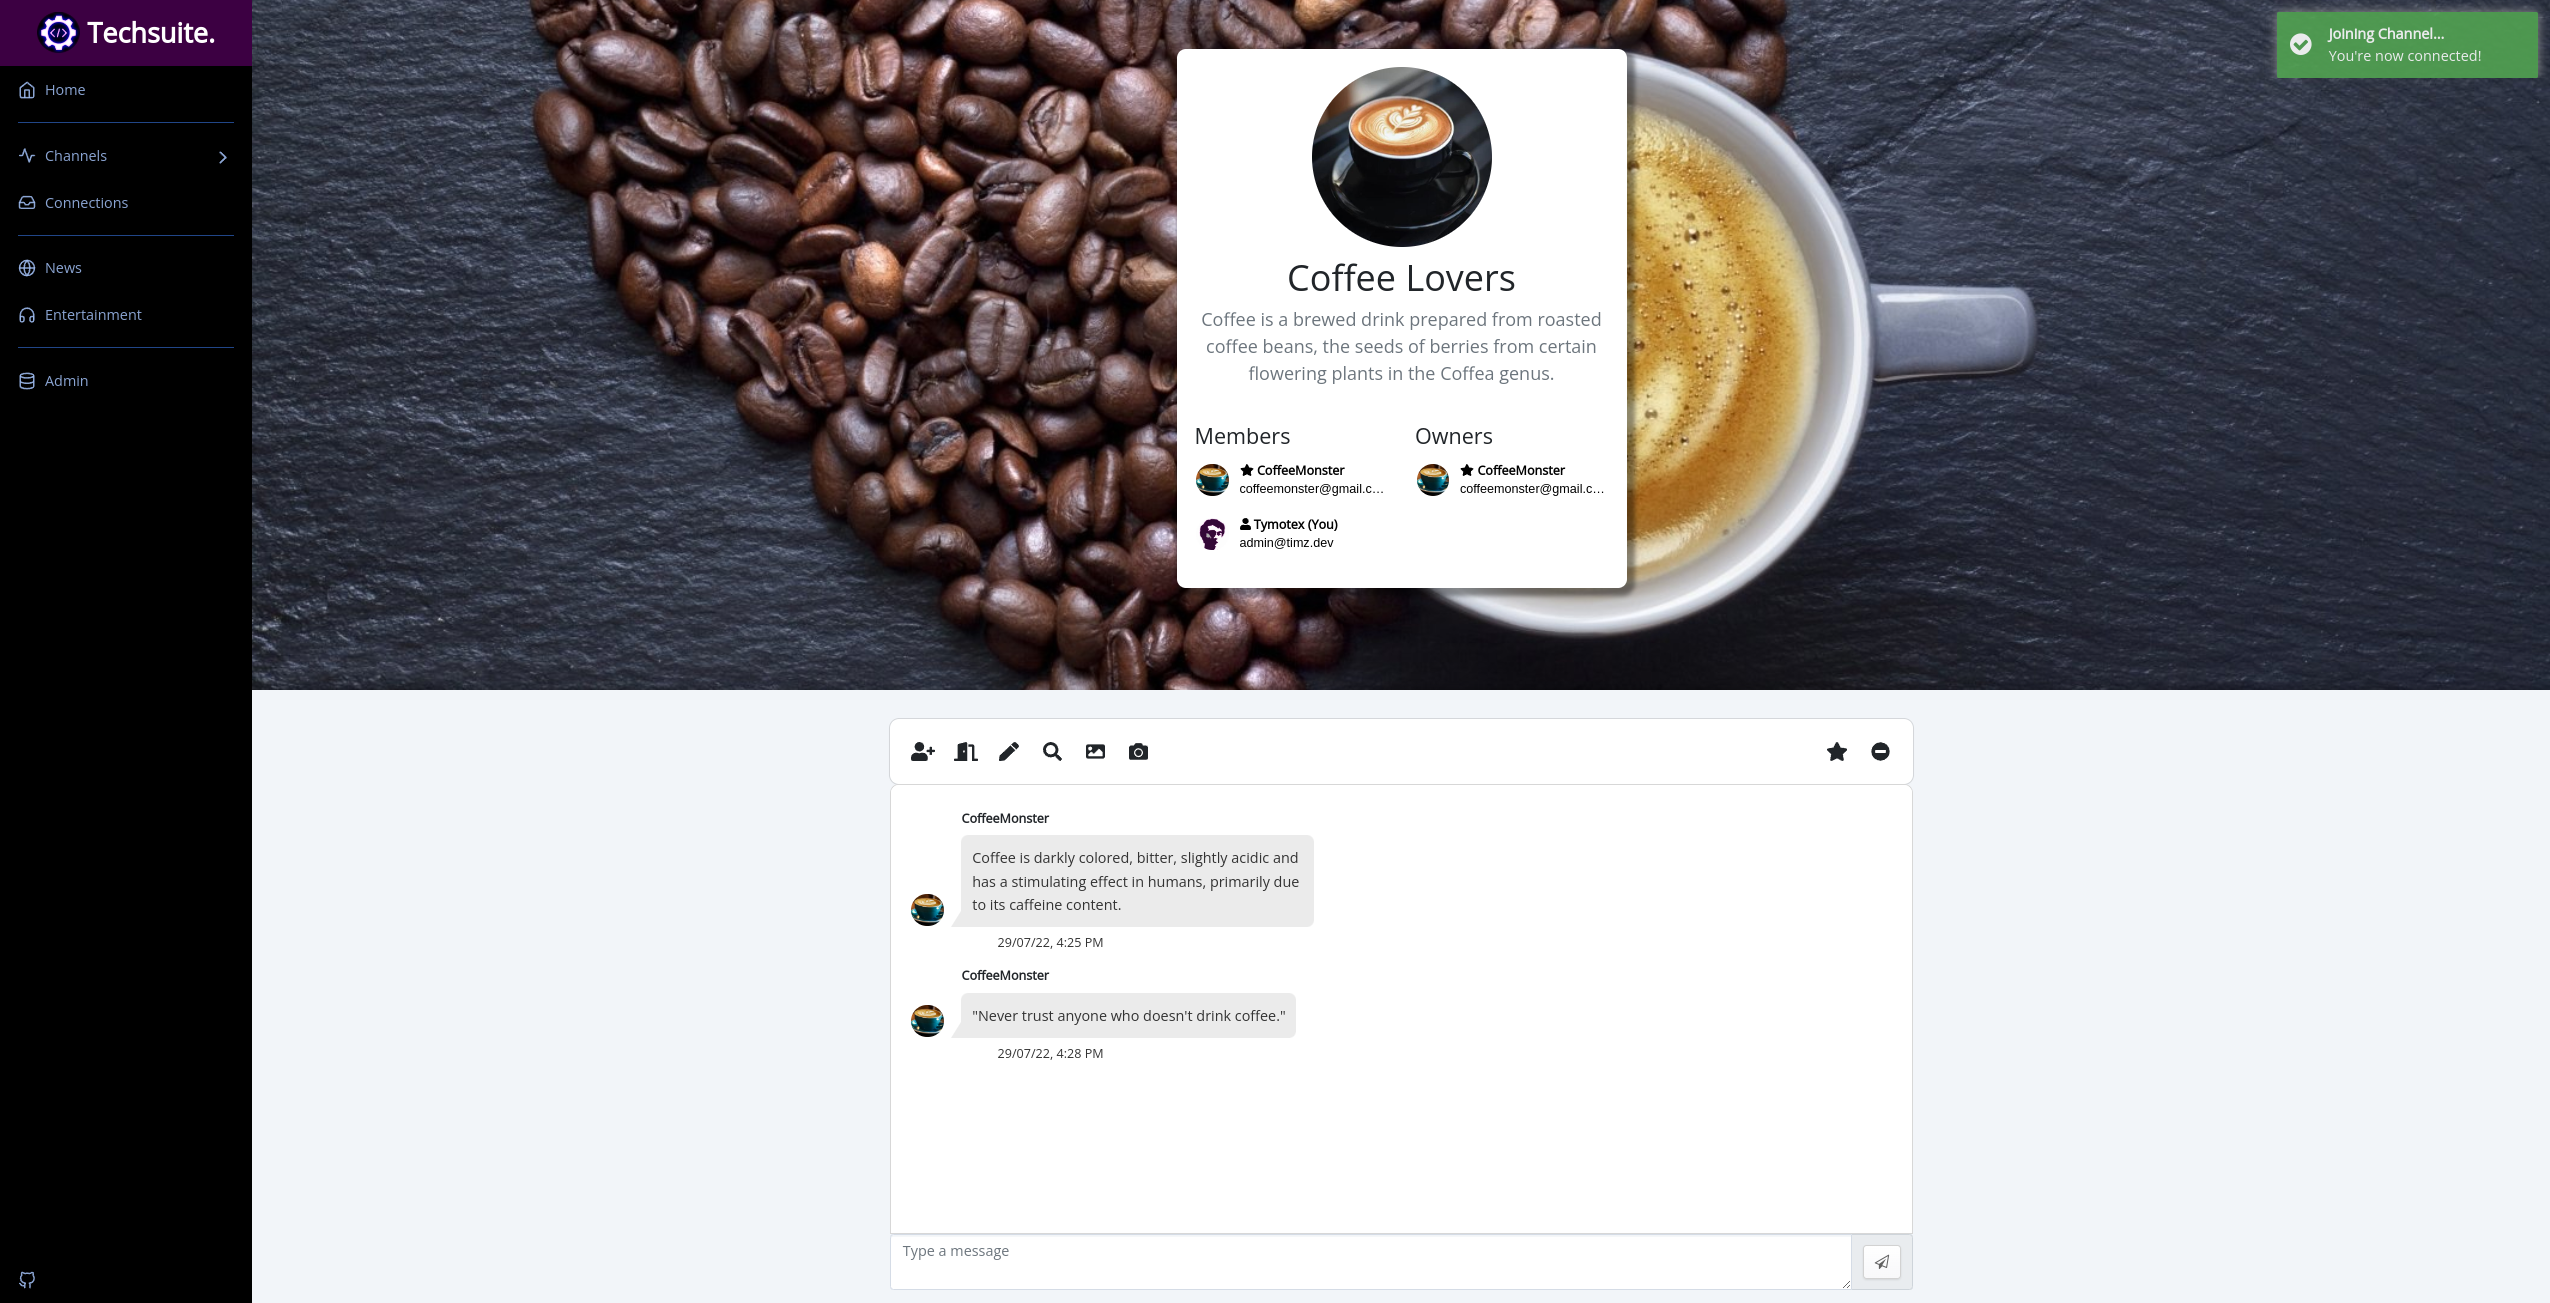 Techsuite.
Home
Channels
Connections
News
Entertainment
Admin
Joining Channel...
You're now connected!
Coffee Lovers
Coffee is a brewed drink prepared from roasted
coffee beans, the seeds of berries from certain
flowering plants in the Coffea genus.
Members
CoffeeMonster
coffeemonster@gmail.c...
Tymotex (You)
admin@timz.dev
Owners
CoffeeMonster
coffeemonster@gmail.c...
CoffeeMonster
Coffee is darkly colored, bitter, slightly acidic and
has a stimulating effect in humans, primarily due
to its caffeine content.
29/07/22, 4:25 PM
CoffeeMonster
"Never trust anyone who doesn't drink coffee."
29/07/22, 4:28 PM
Type a message